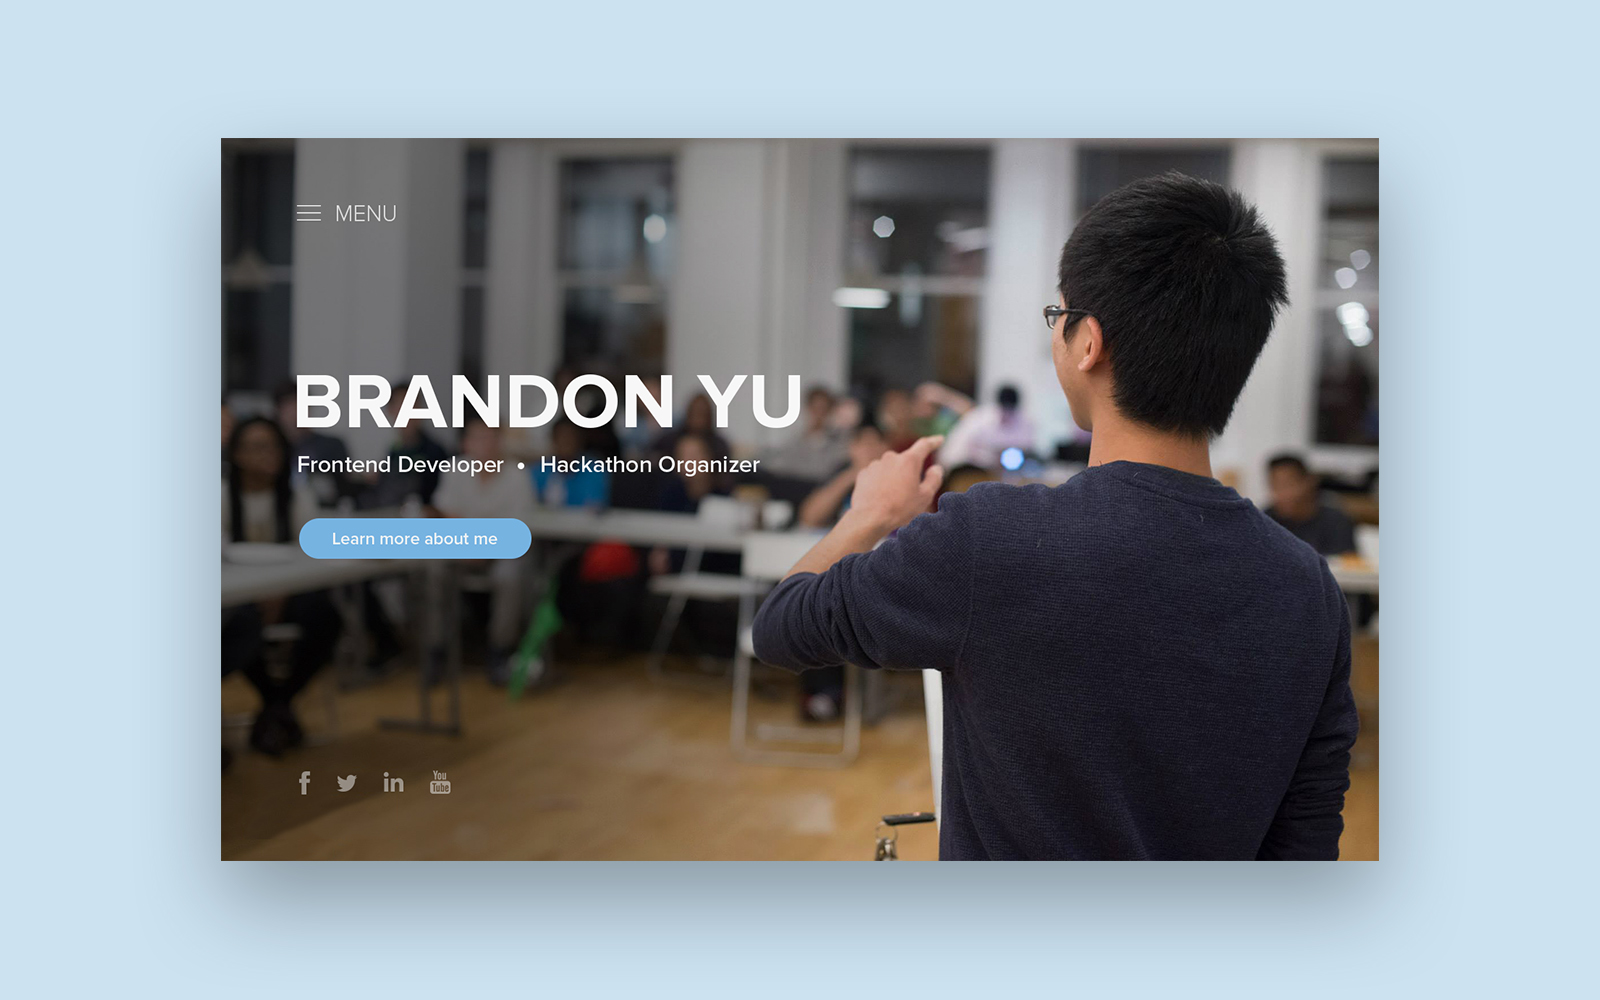 MENU
BRANDON YU
Frontend Developer • Hackathon Organizer
Learn more about me
f in You Tube